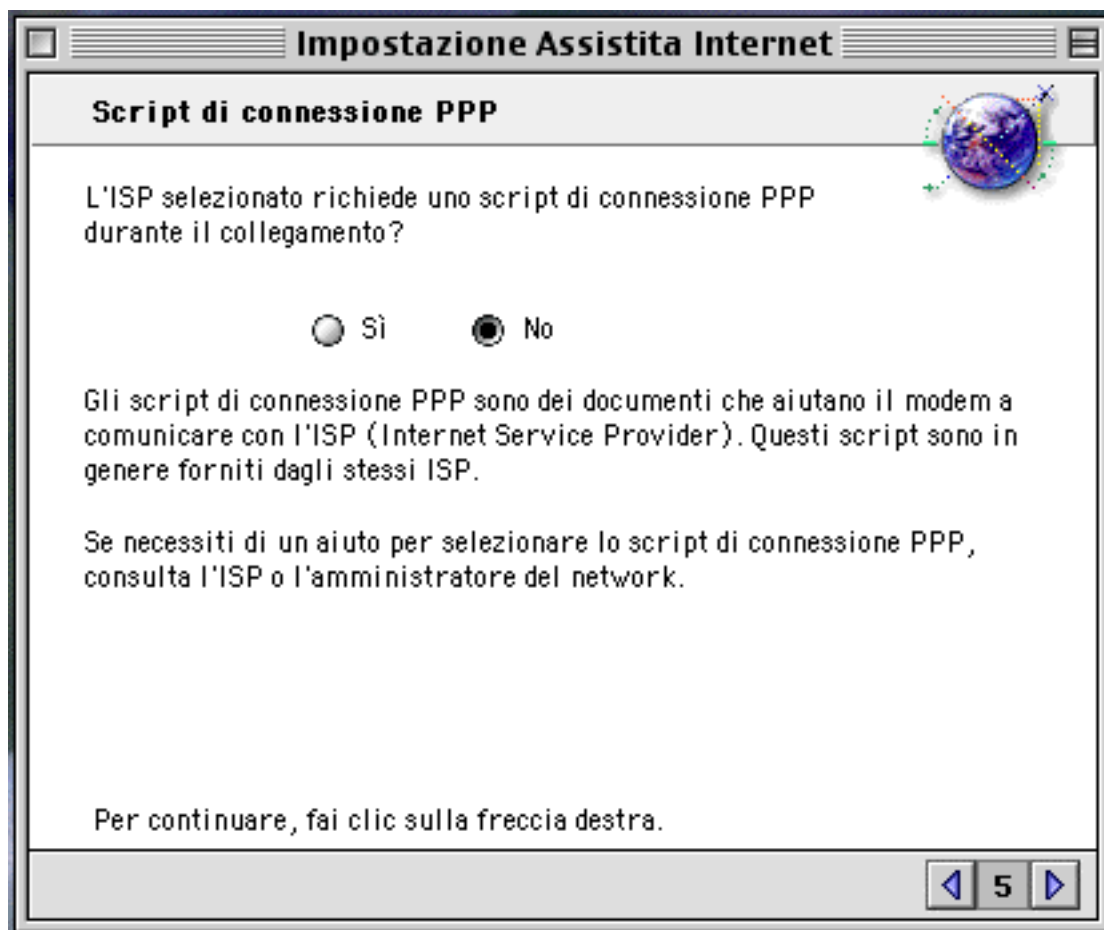 Impostazione Assistita Internet
Script di connessione PPP
L'ISP selezionato richiede uno script di connessione PPP
durante il collegamento?
Sì No
Gli script di connessione PPP sono dei documenti che aiutano il modem a
comunicare con l'ISP (Internet Service Provider). Questi script sono in
genere forniti dagli stessi ISP.
Se necessiti di un aiuto per selezionare lo script di connessione PPP,
consulta l'ISP o l'amministratore del network.
Per continuare, fai clic sulla freccia destra.
5